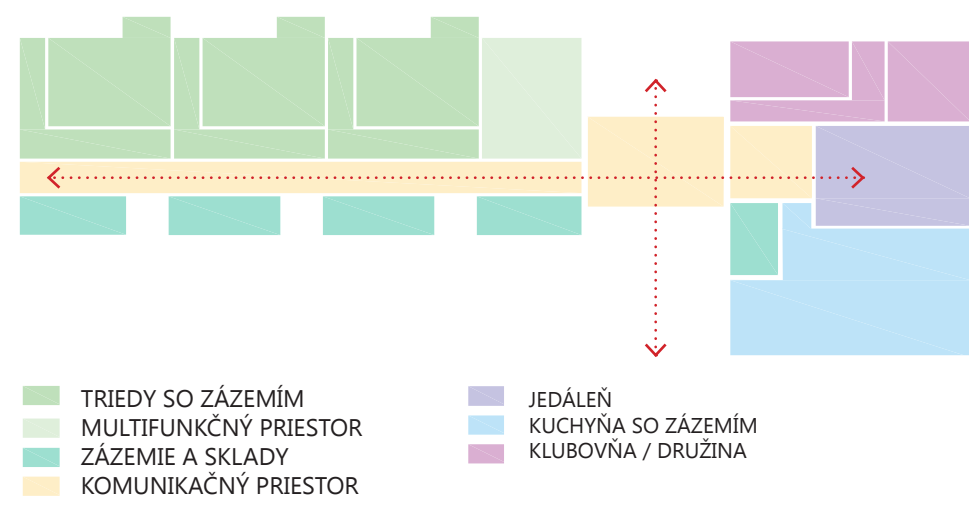 TRIEDY SO ZÁZEMÍM
MULTIFUNKČNÝ PRIESTOR
ZÁZEMIE A SKLADY
KOMUNIKAČNÝ PRIESTOR
JEDÁLEŇ
KUCHYŇA SO ZÁZEMÍM
KLUBOVŇA / DRUŽINA